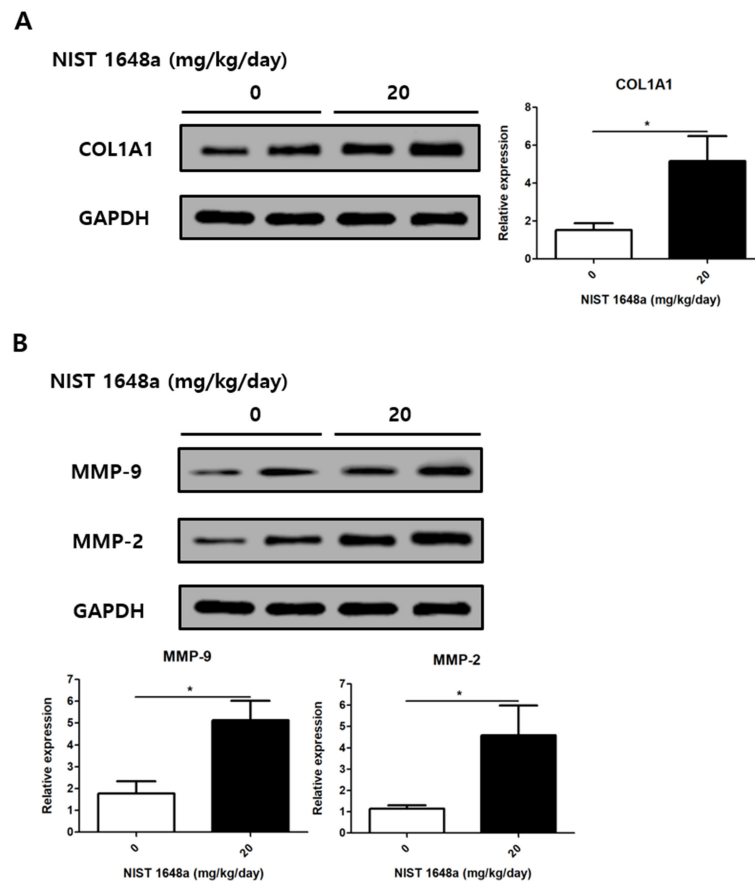 A
NIST 1648a (mg/kg/day)
0 20
COL1A1
GAPDH
COL1A1
Relative expression
8
6
4
2
0
*
0 20
NIST 1648a (mg/kg/day)
B
NIST 1648a (mg/kg/day)
0 20
MMP-9
MMP-2
GAPDH
MMP-9
Relative expression
7
6
5
4
3
2
1
0
*
0 20
NIST 1648a (mg/kg/day)
MMP-2
Relative expression
7
6
5
4
3
2
1
0
*
0 20
NIST 1648a (mg/kg/day)